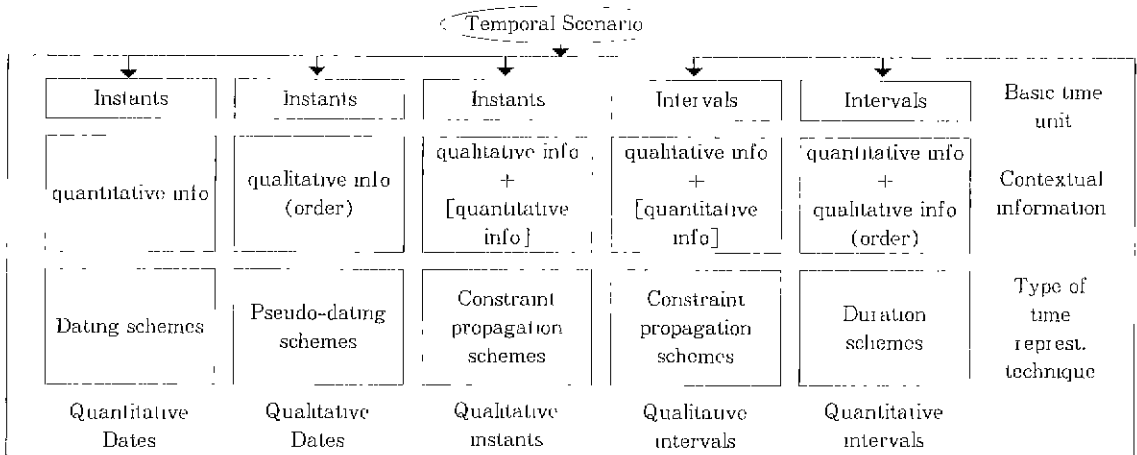 Temporal Scenario
Instants
Instants
Instants
Intervals
Intervals
Basic time
unit
quantitative info
qualitative info
(order)
qualitative info
+
[quantitative
info]
qualitative info
+
[quantitative
info]
quantitative info
+
qualitative info
(order)
Contextual
information
Dating schemes
Pseudo-dating
schemes
Constraint
propagation
schemes
Constraint
propagation
schemes
Duration
schemes
Type of
time
represt.
technique
Quantitative
Dates
Qualitative
Dates
Qualitative
instants
Qualitative
intervals
Quantitative
intervals